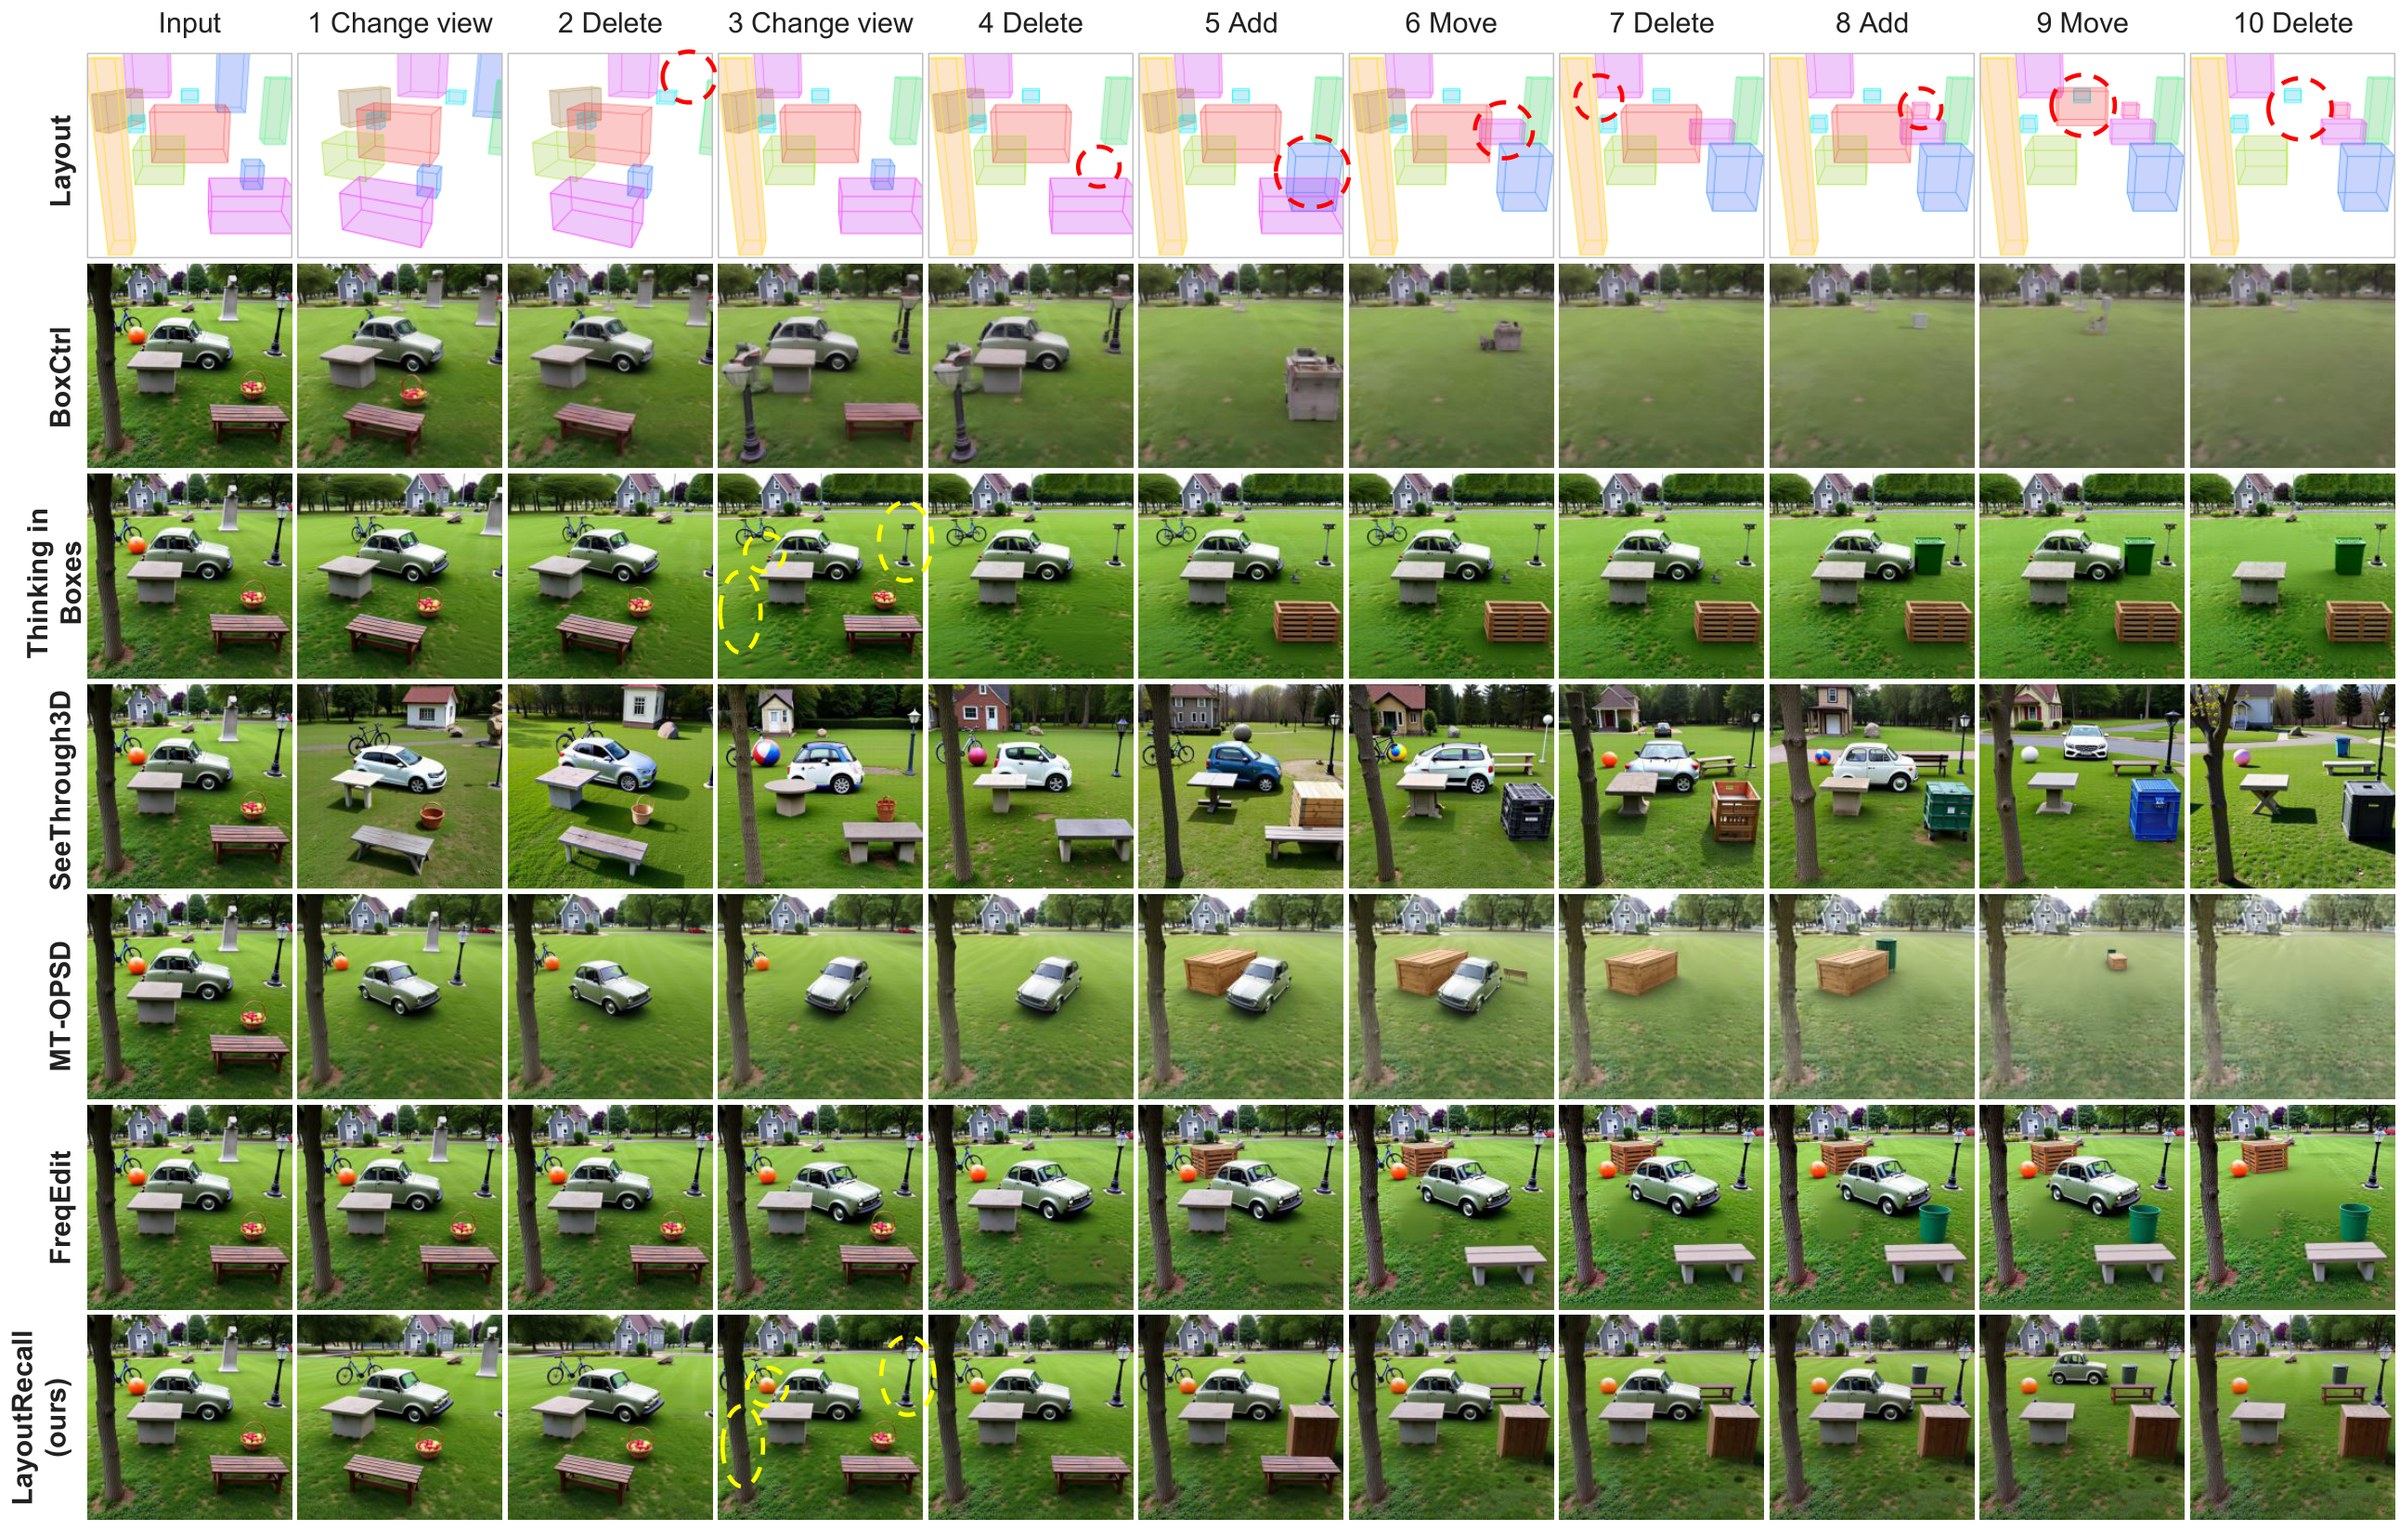 Input
1 Change view
2 Delete
3 Change view
4 Delete
5 Add
6 Move
7 Delete
8 Add
9 Move
10 Delete
Layout
BoxCtrl
Thinking in
Boxes
SeeThrough3D
MT-OPSD
FreqEdit
LayoutRecall
(ours)